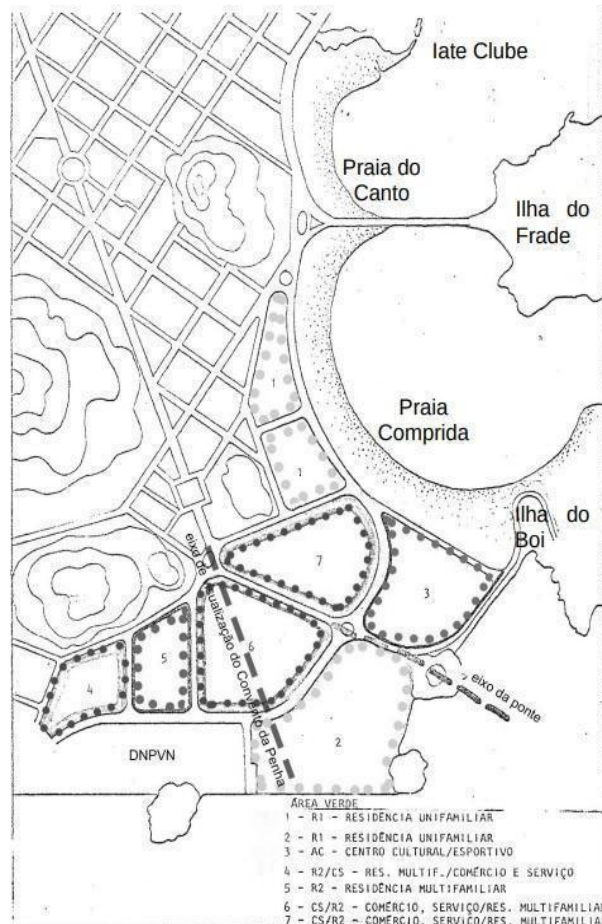 Iate Clube
Praia do
Canto
Ilha do
Frade
1
Praia
Comprida
1
Ilha do
Boi
7
3
eixo de visualização do Convento da Penha
6
5
4
eixo da ponte
2
DNPVN
ÁREA VERDE
1 - R1 - RESIDÊNCIA UNIFAMILIAR
2 - R1 - RESIDÊNCIA UNIFAMILIAR
3 - AC - CENTRO CULTURAL/ESPORTIVO
4 - R2/CS - RES. MULTIF./COMÉRCIO E SERVIÇO
5 - R2 - RESIDÊNCIA MULTIFAMILIAR
6 - CS/R2 - COMÉRCIO, SERVIÇO/RES. MULTIFAMILIA
7 - CS/R2 - COMÉRCIO, SERVIÇO/RES. MULTIFAMILIA